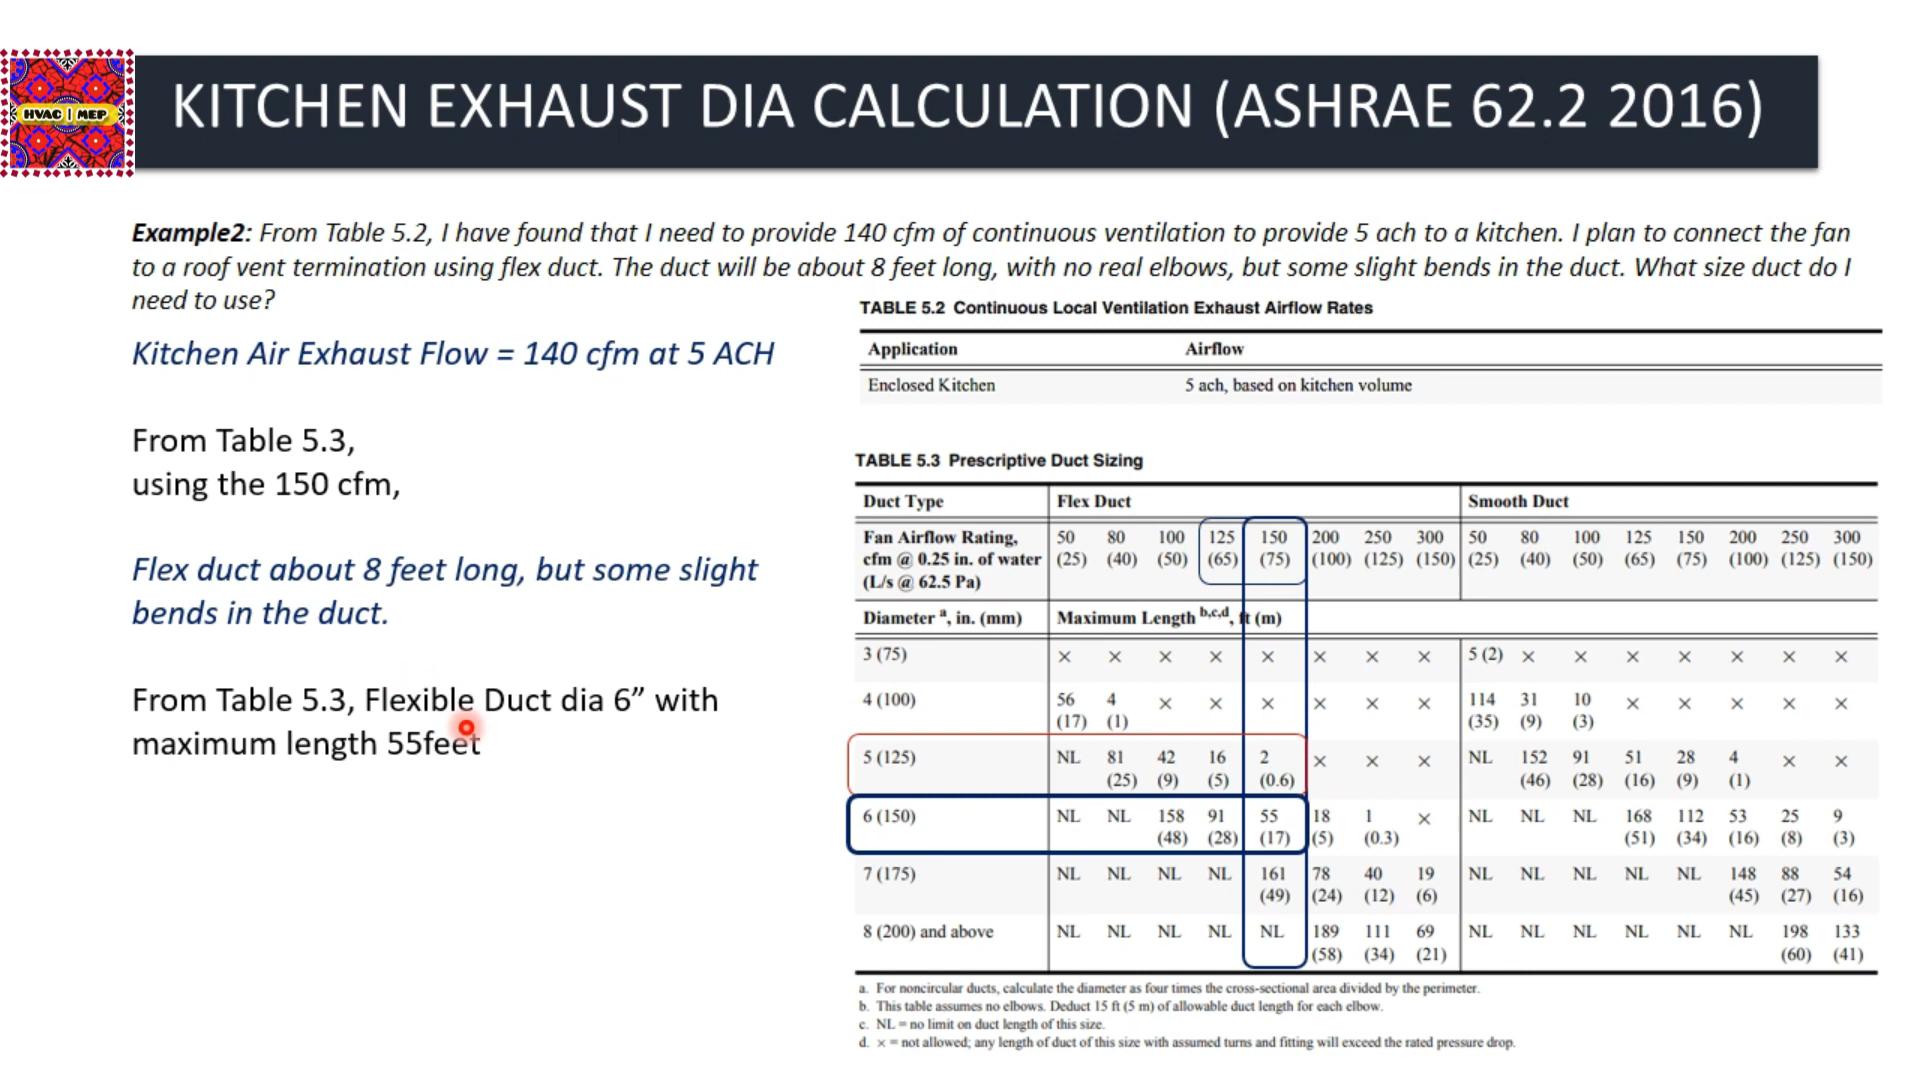 HVAC | MEP
KITCHEN EXHAUST DIA CALCULATION (ASHRAE 62.2 2016)
Example2: From Table 5.2, I have found that I need to provide 140 cfm of continuous ventilation to provide 5 ach to a kitchen. I plan to connect the fan
to a roof vent termination using flex duct. The duct will be about 8 feet long, with no real elbows, but some slight bends in the duct. What size duct do I
need to use?
Kitchen Air Exhaust Flow = 140 cfm at 5 ACH
From Table 5.3,
using the 150 cfm,
Flex duct about 8 feet long, but some slight
bends in the duct.
From Table 5.3, Flexible Duct dia 6” with
maximum length 55feet
TABLE 5.2 Continuous Local Ventilation Exhaust Airflow Rates
Application Airflow
Enclosed Kitchen 5 ach, based on kitchen volume
TABLE 5.3 Prescriptive Duct Sizing
Duct Type Flex Duct Smooth Duct
Fan Airflow Rating, 50 80 100 125 150 200 250 300 50 80 100 125 150 200 250 300
cfm @ 0.25 in. of water (25) (40) (50) (65) (75) (100) (125) (150) (25) (40) (50) (65) (75) (100) (125) (150)
(L/s @ 62.5 Pa)
Diameter a, in. (mm) Maximum Length b,c,d, ft (m)
3 (75) × × × × × × × × 5 (2) × × × × × × ×
4 (100) 56 4 × × × × × × 114 31 10 × × × × ×
(17) (1) (35) (9) (3)
5 (125) NL 81 42 16 2 × × × NL 152 91 51 28 4 × ×
(25) (9) (5) (0.6) (46) (28) (16) (9) (1)
6 (150) NL NL 158 91 55 18 1 × NL NL NL 168 112 53 25 9
(48) (28) (17) (5) (0.3) (51) (34) (16) (8) (3)
7 (175) NL NL NL NL 161 78 40 19 NL NL NL NL NL 148 88 54
(49) (24) (12) (6) (45) (27) (16)
8 (200) and above NL NL NL NL NL 189 111 69 NL NL NL NL NL NL 198 133
(58) (34) (21) (60) (41)
a. For noncircular ducts, calculate the diameter as four times the cross-sectional area divided by the perimeter.
b. This table assumes no elbows. Deduct 15 ft (5 m) of allowable duct length for each elbow.
c. NL = no limit on duct length of this size.
d. × = not allowed; any length of duct of this size with assumed turns and fitting will exceed the rated pressure drop.